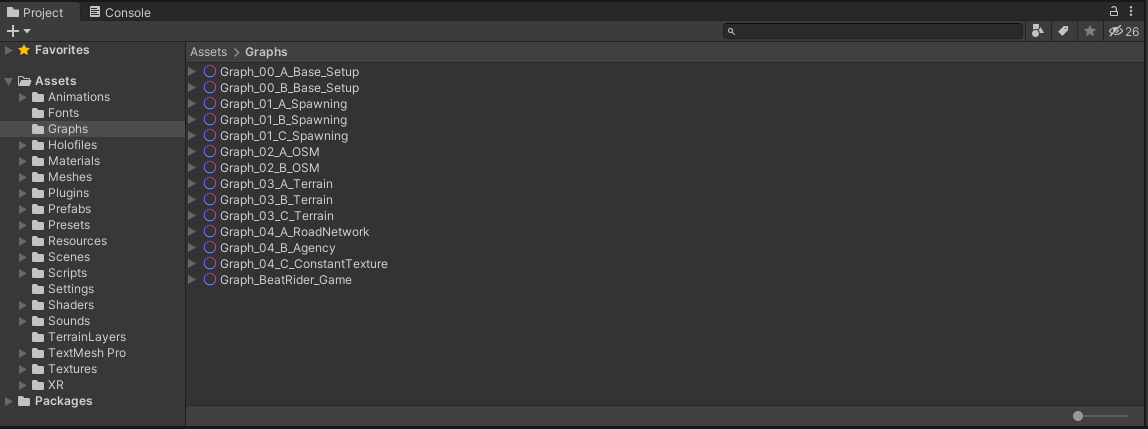 Project
Console
26
Favorites
Assets
Animations
Fonts
Graphs
Holofiles
Materials
Meshes
Plugins
Prefabs
Presets
Resources
Scenes
Scripts
Settings
Shaders
Sounds
TerrainLayers
TextMesh Pro
Textures
XR
Packages
Assets > Graphs
Graph_00_A_Base_Setup
Graph_00_B_Base_Setup
Graph_01_A_Spawning
Graph_01_B_Spawning
Graph_01_C_Spawning
Graph_02_A_OSM
Graph_02_B_OSM
Graph_03_A_Terrain
Graph_03_B_Terrain
Graph_03_C_Terrain
Graph_04_A_RoadNetwork
Graph_04_B_Agency
Graph_04_C_ConstantTexture
Graph_BeatRider_Game